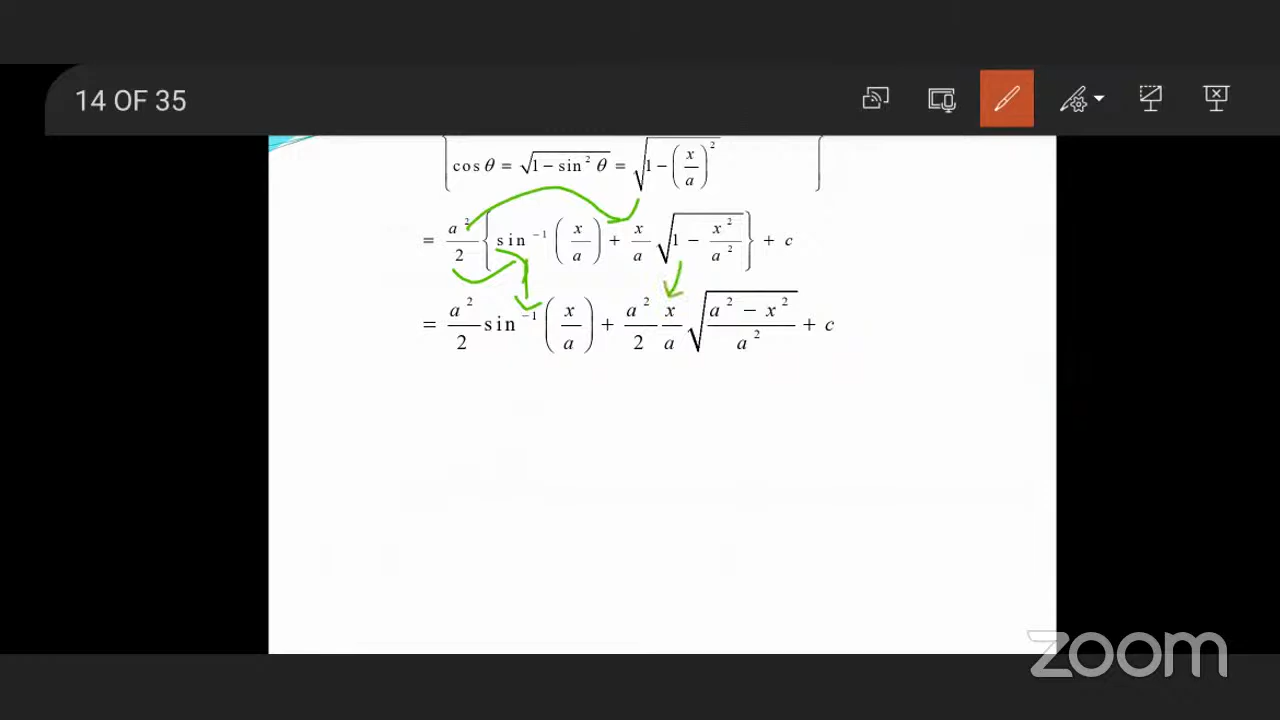 14 OF 35
cos θ = √(1 − sin² θ) = √(1 − (x/a)²)
= a²/2 { sin⁻¹ (x/a) + x/a √(1 − x²/a²) } + c
= a²/2 sin⁻¹ (x/a) + a²/2 x/a √((a² − x²)/a²) + c
zoom